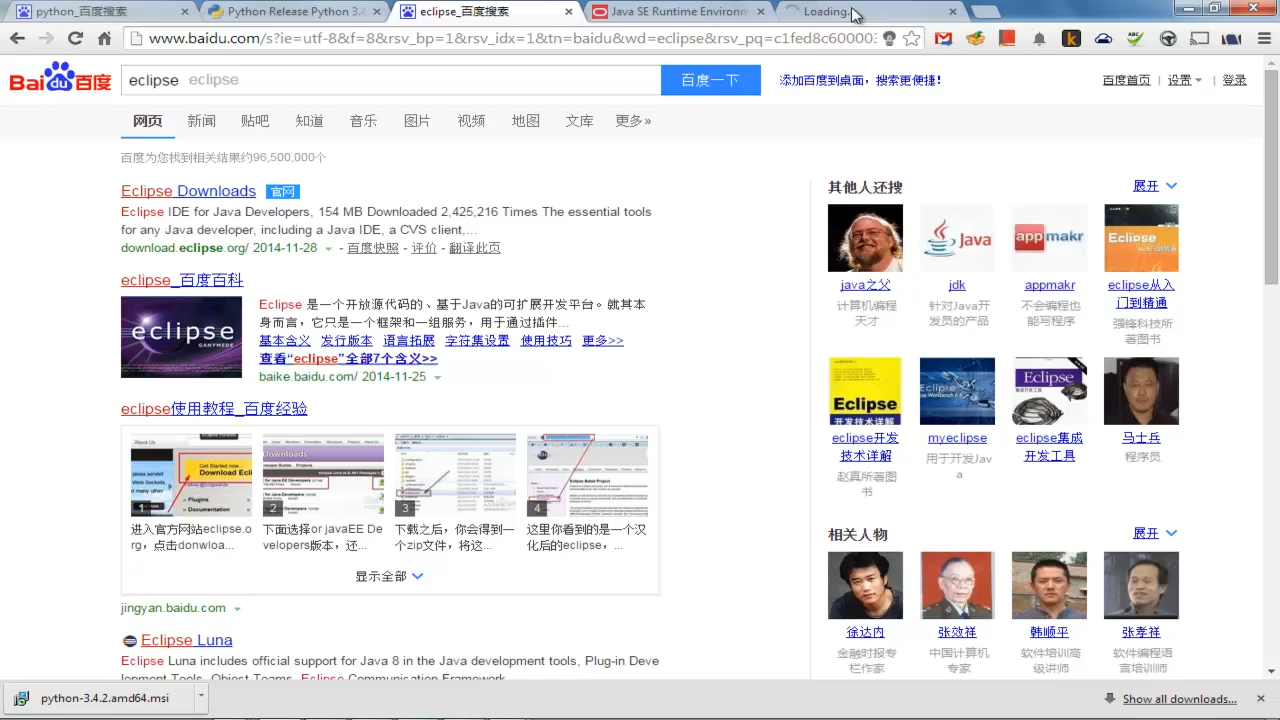 python_百度搜索
Python Release Python 3.4
eclipse_百度搜索
Java SE Runtime Environm
Loading...
www.baidu.com/s?ie=utf-8&f=8&rsv_bp=1&rsv_idx=1&tn=baidu&wd=eclipse&rsv_pq=c1fed8c60000
Bai du 百度
eclipse eclipse
百度一下
添加百度到桌面，搜索更便捷!
百度首页 | 设置 | 登录
网页 新闻 贴吧 知道 音乐 图片 视频 地图 文库 更多»
百度为您找到相关结果约96,500,000个
Eclipse Downloads 官网
Eclipse IDE for Java Developers, 154 MB Downloaded 2,425,216 Times The essential tools
for any Java developer, including a Java IDE, a CVS client,...
download.eclipse.org/ 2014-11-28 - 百度快照 - 评价 - 翻译此页
eclipse_百度百科
eclipse
GANYMEDE
Eclipse 是一个开放源代码的、基于Java的可扩展开发平台。就其本
身而言，它只是一个框架和一组服务，用于通过插件...
基本含义 发行版本 语言拓展 字符集设置 使用技巧 更多>>
查看“eclipse”全部7个含义>>
baike.baidu.com/ 2014-11-25
eclipse使用教程_百度经验
1
2
3
4
进入官方网站eclipse.o
rg，点击donwloa...
下面选择or javaEE De
velopers版本，还...
下载之后，你会得到一
个zip文件，将这...
这里你看到的是一个汉
化后的eclipse，...
显示全部
jingyan.baidu.com
Eclipse Luna
Eclipse Luna includes official support for Java 8 in the Java development tools, Plug-in Deve
其他人还搜
展开
Java
appmakr
Eclipse
java之父
计算机编程
天才
jdk
针对Java开
发员的产品
appmakr
不会编程也
能写程序
eclipse从入
门到精通
强锋科技所
著图书
Eclipse
开发技术详解
Eclipse
eclipse开发
技术详解
赵真所著图
书
myeclipse
用于开发Jav
a
eclipse集成
开发工具
马士兵
程序员
相关人物
展开
徐达内
金融时报专
栏作家
张效祥
中国计算机
专家
韩顺平
软件培训高
级讲师
张孝祥
软件编程语
言培训师
python-3.4.2.amd64.msi
Show all downloads...